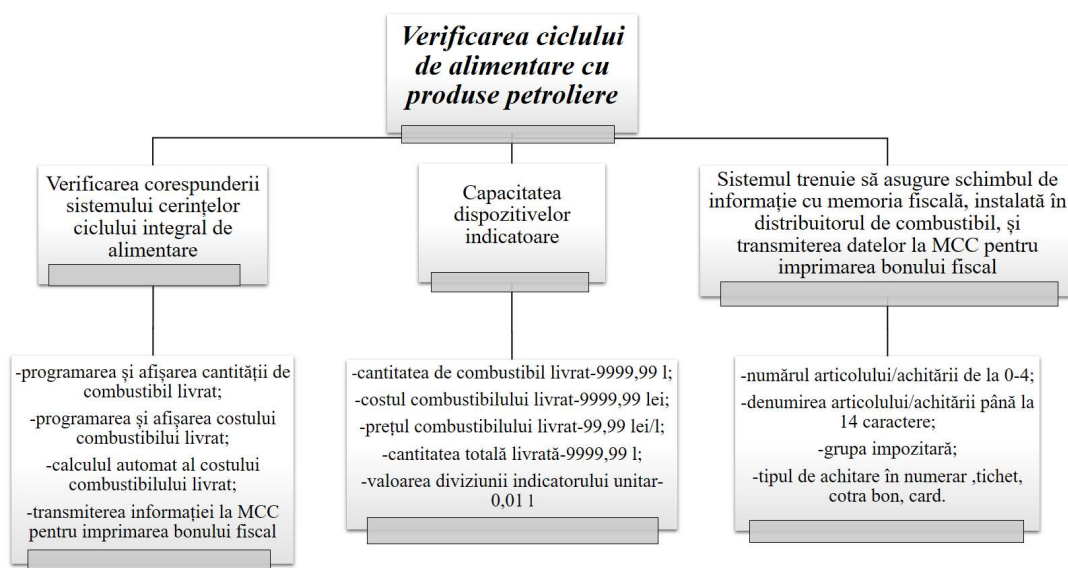 Verificarea ciclului
de alimentare cu
produse petroliere
Verificarea corespunderii
sistemului cerințelor
ciclului integral de
alimentare
Capacitatea
dispozitivelor
indicatoare
Sistemul trenuie să asugure schimbul de
informație cu memoria fiscală, instalată în
distribuitorul de combustibil, și
transmiterea datelor la MCC pentru
imprimarea bonului fiscal
-programarea și afișarea cantității de
combustibil livrat;
-programarea și afișarea costului
combustibilui livrat;
-calculul automat al costului
combustibilului livrat;
-transmiterea informației la MCC
pentru imprimarea bonului fiscal
-cantitatea de combustibil livrat-9999,99 l;
-costul combustibilului livrat-9999,99 lei;
-prețul combustibilului livrat-99,99 lei/l;
-cantitatea totală livrată-9999,99 l;
-valoarea diviziunii indicatorului unitar-
0,01 l
-numărul articolului/achitării de la 0-4;
-denumirea articolului/achitării până la
14 caractere;
-grupa impozitară;
-tipul de achitare în numerar ,tichet,
cotra bon, card.